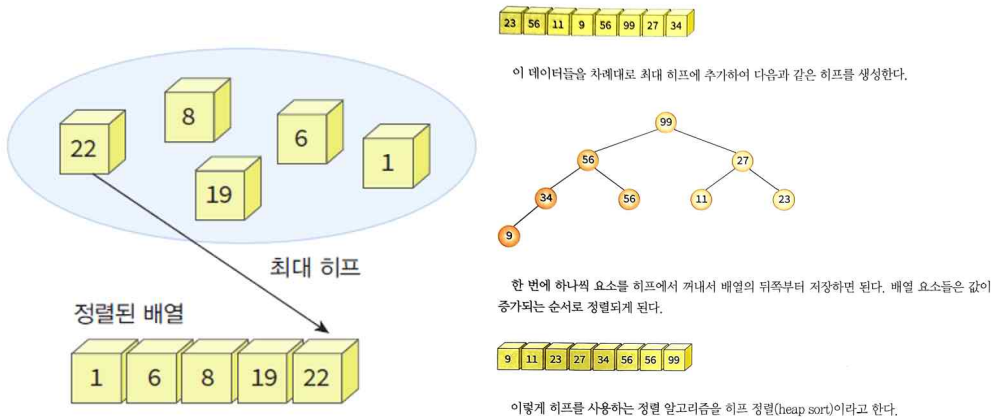 22
8
6
1
19
최대 히프
정렬된 배열
1 6 8 19 22
23 56 11 9 56 99 27 34
이 데이터들을 차례대로 최대 히프에 추가하여 다음과 같은 히프를 생성한다.
99
56 27
34 56 11 23
9
한 번에 하나씩 요소를 히프에서 꺼내서 배열의 뒤쪽부터 저장하면 된다. 배열 요소들은 값이
증가되는 순서로 정렬되게 된다.
9 11 23 27 34 56 56 99
이렇게 히프를 사용하는 정렬 알고리즘을 히프 정렬(heap sort)이라고 한다.